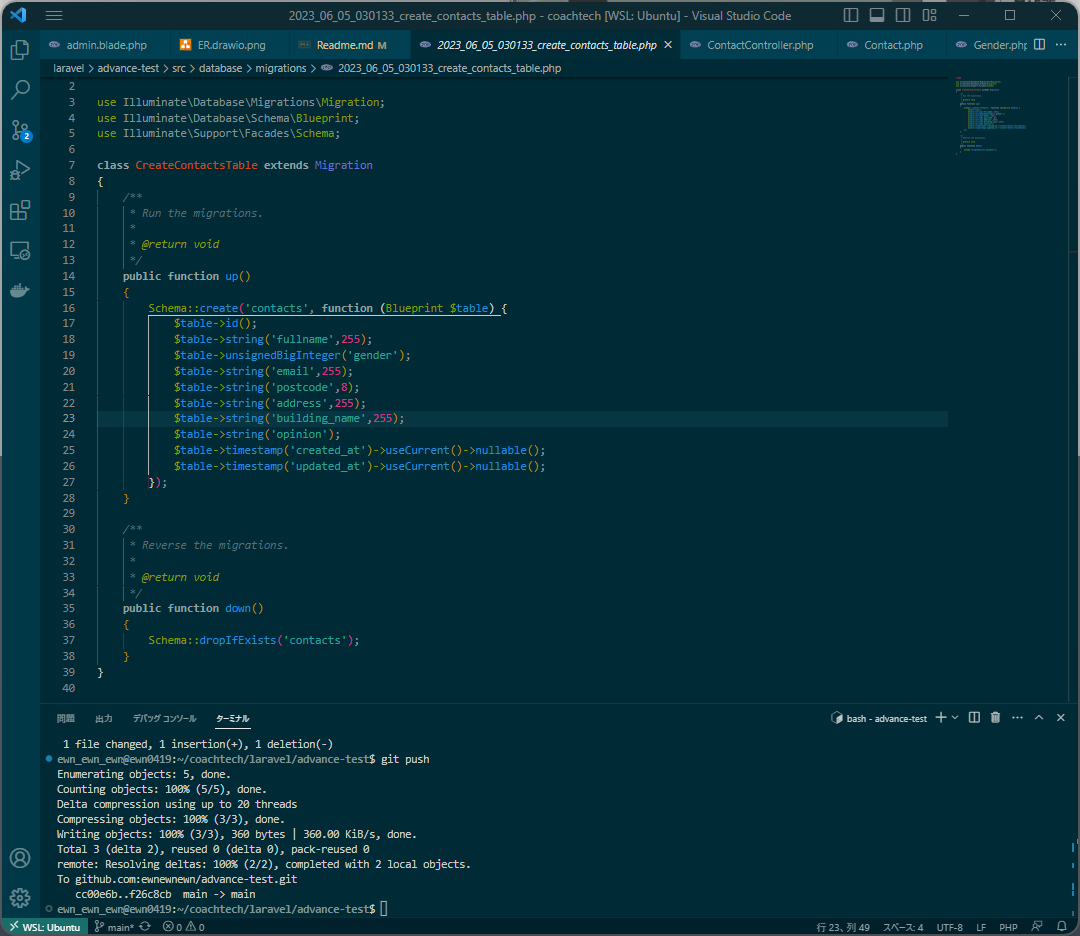 2023_06_05_030133_create_contacts_table.php - coachtech [WSL: Ubuntu] - Visual Studio Code
admin.blade.php
ER.drawio.png
Readme.md M
2023_06_05_030133_create_contacts_table.php
ContactController.php
Contact.php
Gender.php
laravel > advance-test > src > database > migrations > 2023_06_05_030133_create_contacts_table.php
2
3 use Illuminate\Database\Migrations\Migration;
4 use Illuminate\Database\Schema\Blueprint;
5 use Illuminate\Support\Facades\Schema;
6
7 class CreateContactsTable extends Migration
8 {
9 /**
10 * Run the migrations.
11 *
12 * @return void
13 */
14 public function up()
15 {
16 Schema::create('contacts', function (Blueprint $table) {
17 $table->id();
18 $table->string('fullname',255);
19 $table->unsignedBigInteger('gender');
20 $table->string('email',255);
21 $table->string('postcode',8);
22 $table->string('address',255);
23 $table->string('building_name',255);
24 $table->string('opinion');
25 $table->timestamp('created_at')->useCurrent()->nullable();
26 $table->timestamp('updated_at')->useCurrent()->nullable();
27 });
28 }
29
30 /**
31 * Reverse the migrations.
32 *
33 * @return void
34 */
35 public function down()
36 {
37 Schema::dropIfExists('contacts');
38 }
39 }
40
2
問題 出力 デバッグ コンソール ターミナル
bash - advance-test
1 file changed, 1 insertion(+), 1 deletion(-)
ewn_ewn_ewn@ewn0419:~/coachtech/laravel/advance-test$ git push
Enumerating objects: 5, done.
Counting objects: 100% (5/5), done.
Delta compression using up to 20 threads
Compressing objects: 100% (3/3), done.
Writing objects: 100% (3/3), 360 bytes | 360.00 KiB/s, done.
Total 3 (delta 2), reused 0 (delta 0), pack-reused 0
remote: Resolving deltas: 100% (2/2), completed with 2 local objects.
To github.com:ewnewnewn/advance-test.git
cc00e6b..f26c8cb main -> main
ewn_ewn_ewn@ewn0419:~/coachtech/laravel/advance-test$
WSL: Ubuntu main* 0 0 行 23、列 49 スペース: 4 UTF-8 LF PHP